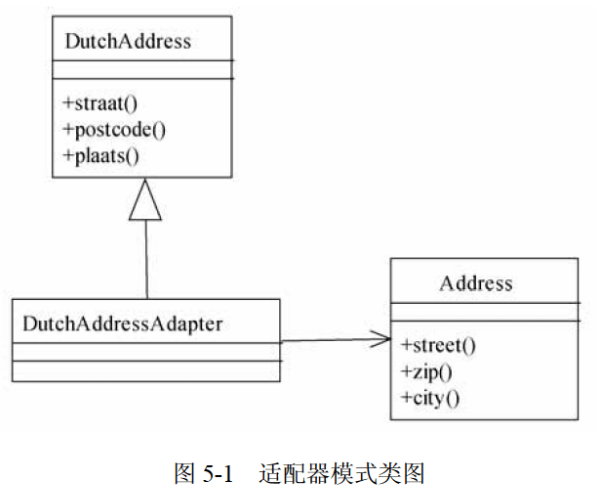 DutchAddress
+straat()
+postcode()
+plaats()
DutchAddressAdapter
Address
+street()
+zip()
+city()
图 5-1 适配器模式类图